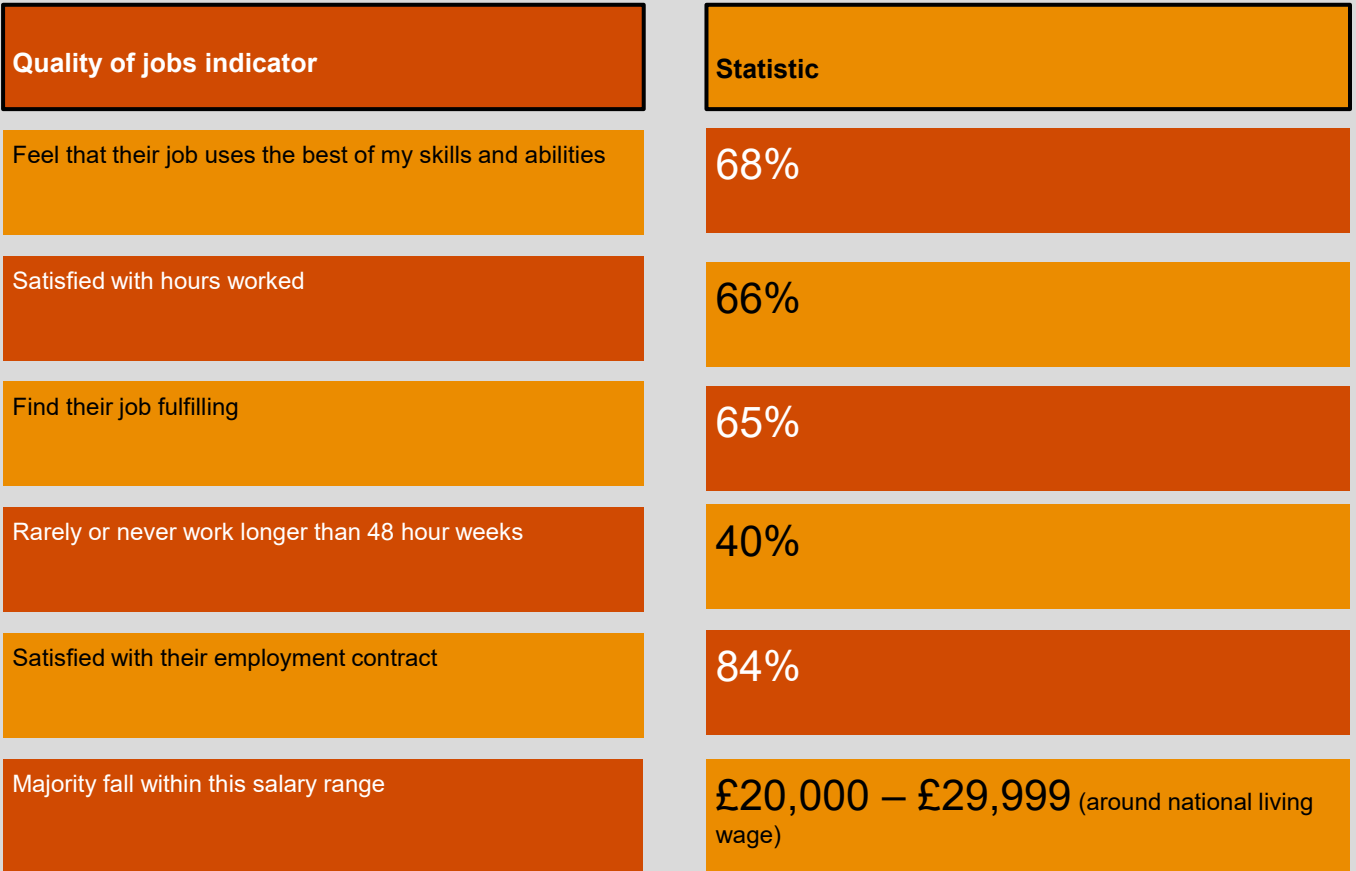 Quality of jobs indicator
Statistic
Feel that their job uses the best of my skills and abilities
68%
Satisfied with hours worked
66%
Find their job fulfilling
65%
Rarely or never work longer than 48 hour weeks
40%
Satisfied with their employment contract
84%
Majority fall within this salary range
£20,000 – £29,999 (around national living
wage)